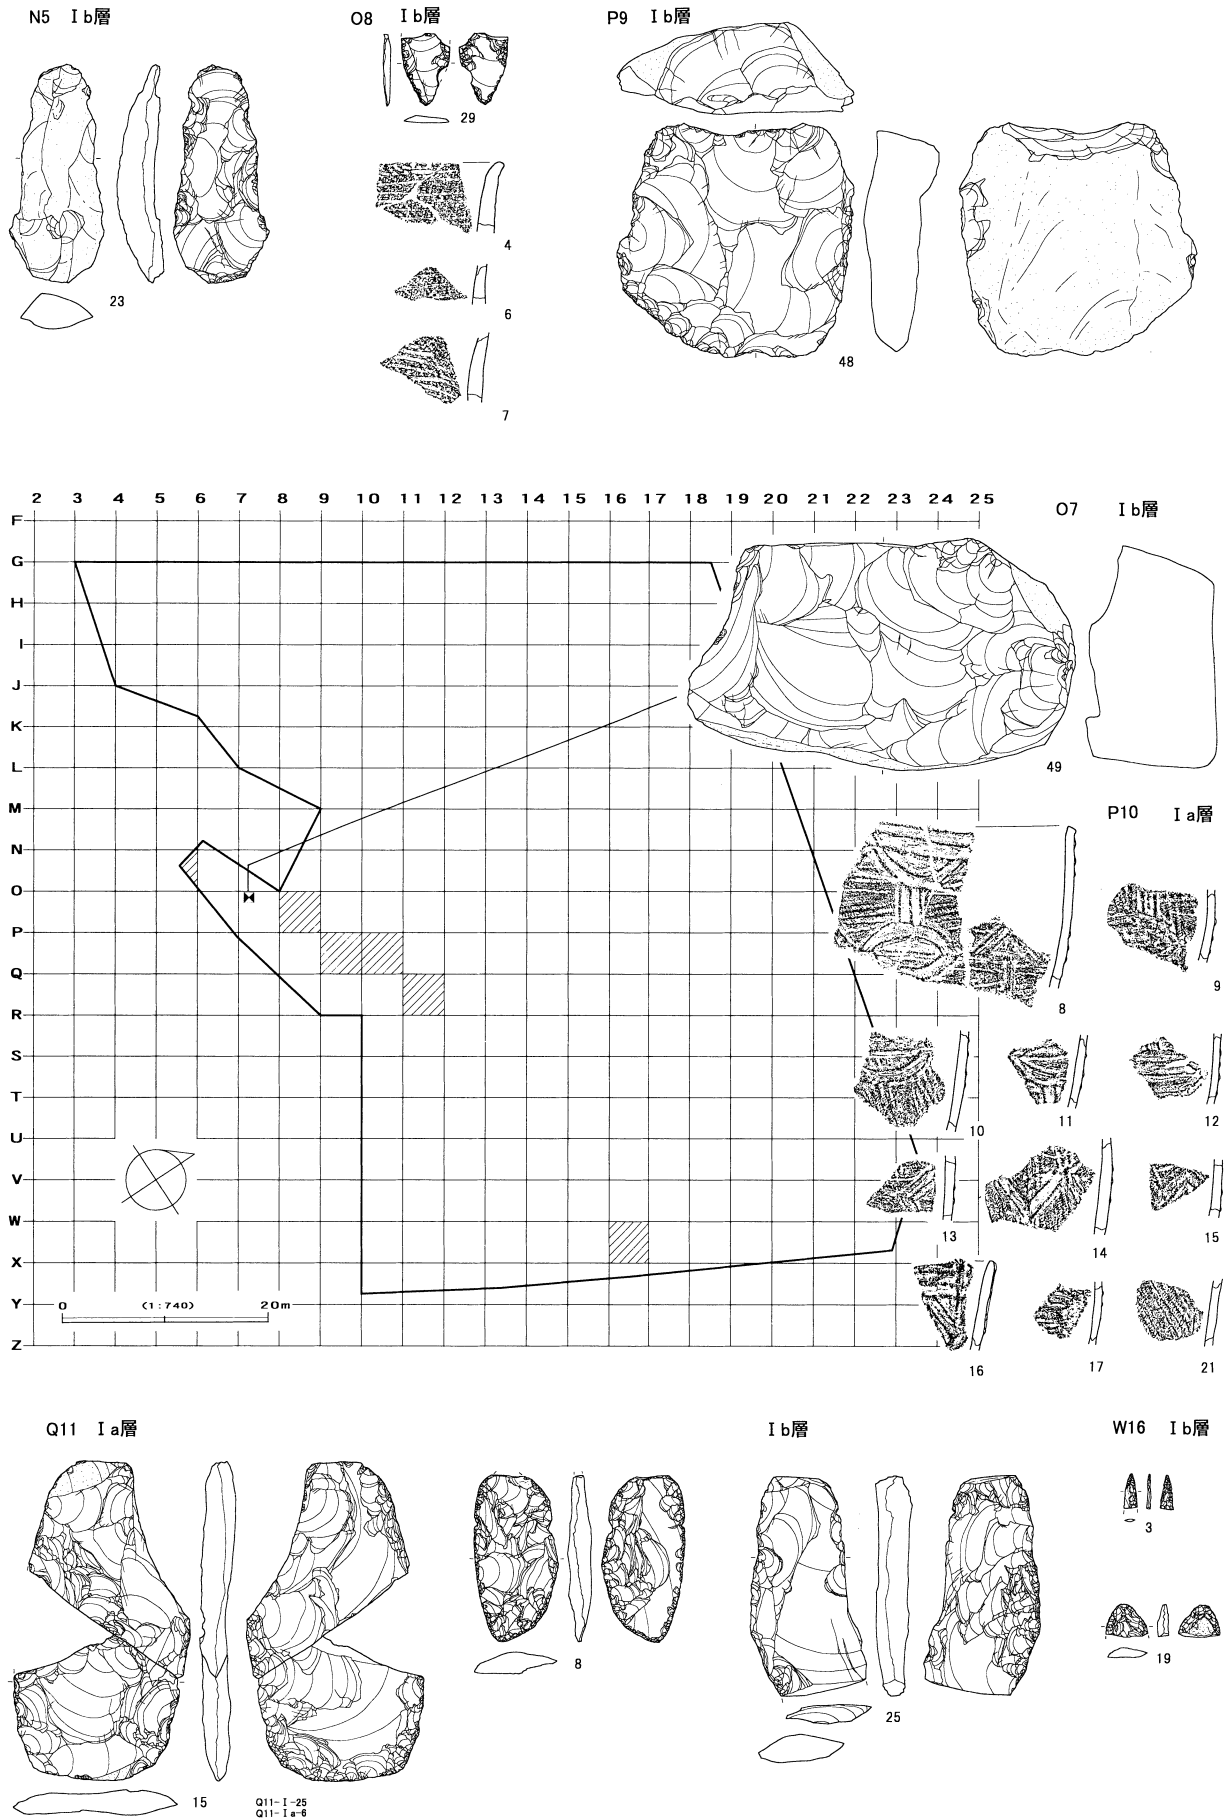 N5 Ⅰb層
O8 Ⅰb層
P9 Ⅰb層
23
29
4
6
7
48
2 3 4 5 6 7 8 9 10 11 12 13 14 15 16 17 18 19 20 21 22 23 24 25
F
G
H
I
J
K
L
M
N
O
P
Q
R
S
T
U
V
W
X
Y
Z
0 (1:740) 20m
O7 Ⅰb層
49
P10 Ⅰa層
8
9
10
11
12
13
14
15
16
17
21
Q11 Ⅰa層
15
Q11-Ⅰ-25
Q11-Ⅰa-6
8
Ⅰb層
25
W16 Ⅰb層
3
19